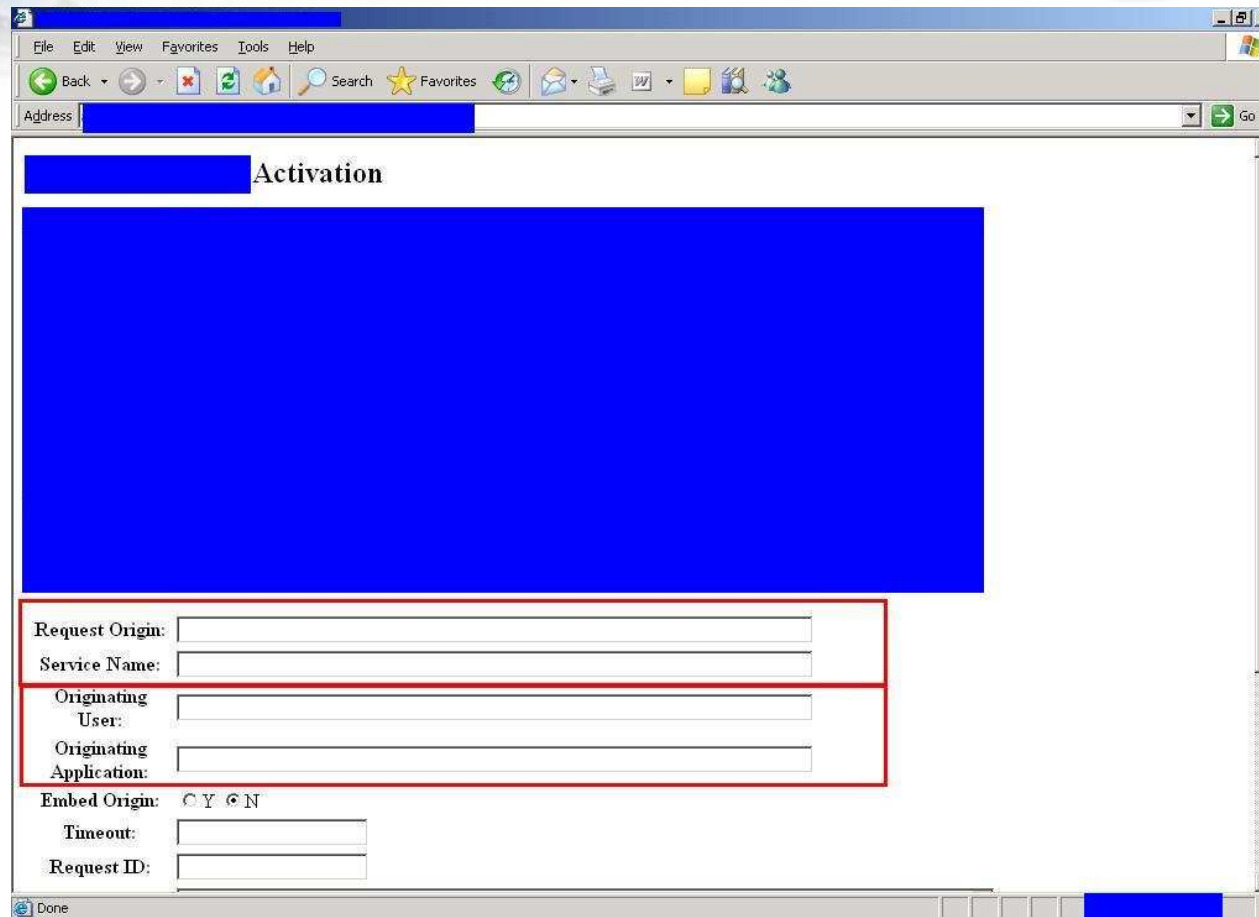 File Edit View Favorites Tools Help
Back Search Favorites W
Address Go
Activation
Request Origin:
Service Name:
Originating
User:
Originating
Application:
Embed Origin: Y N
Timeout:
Request ID:
Done